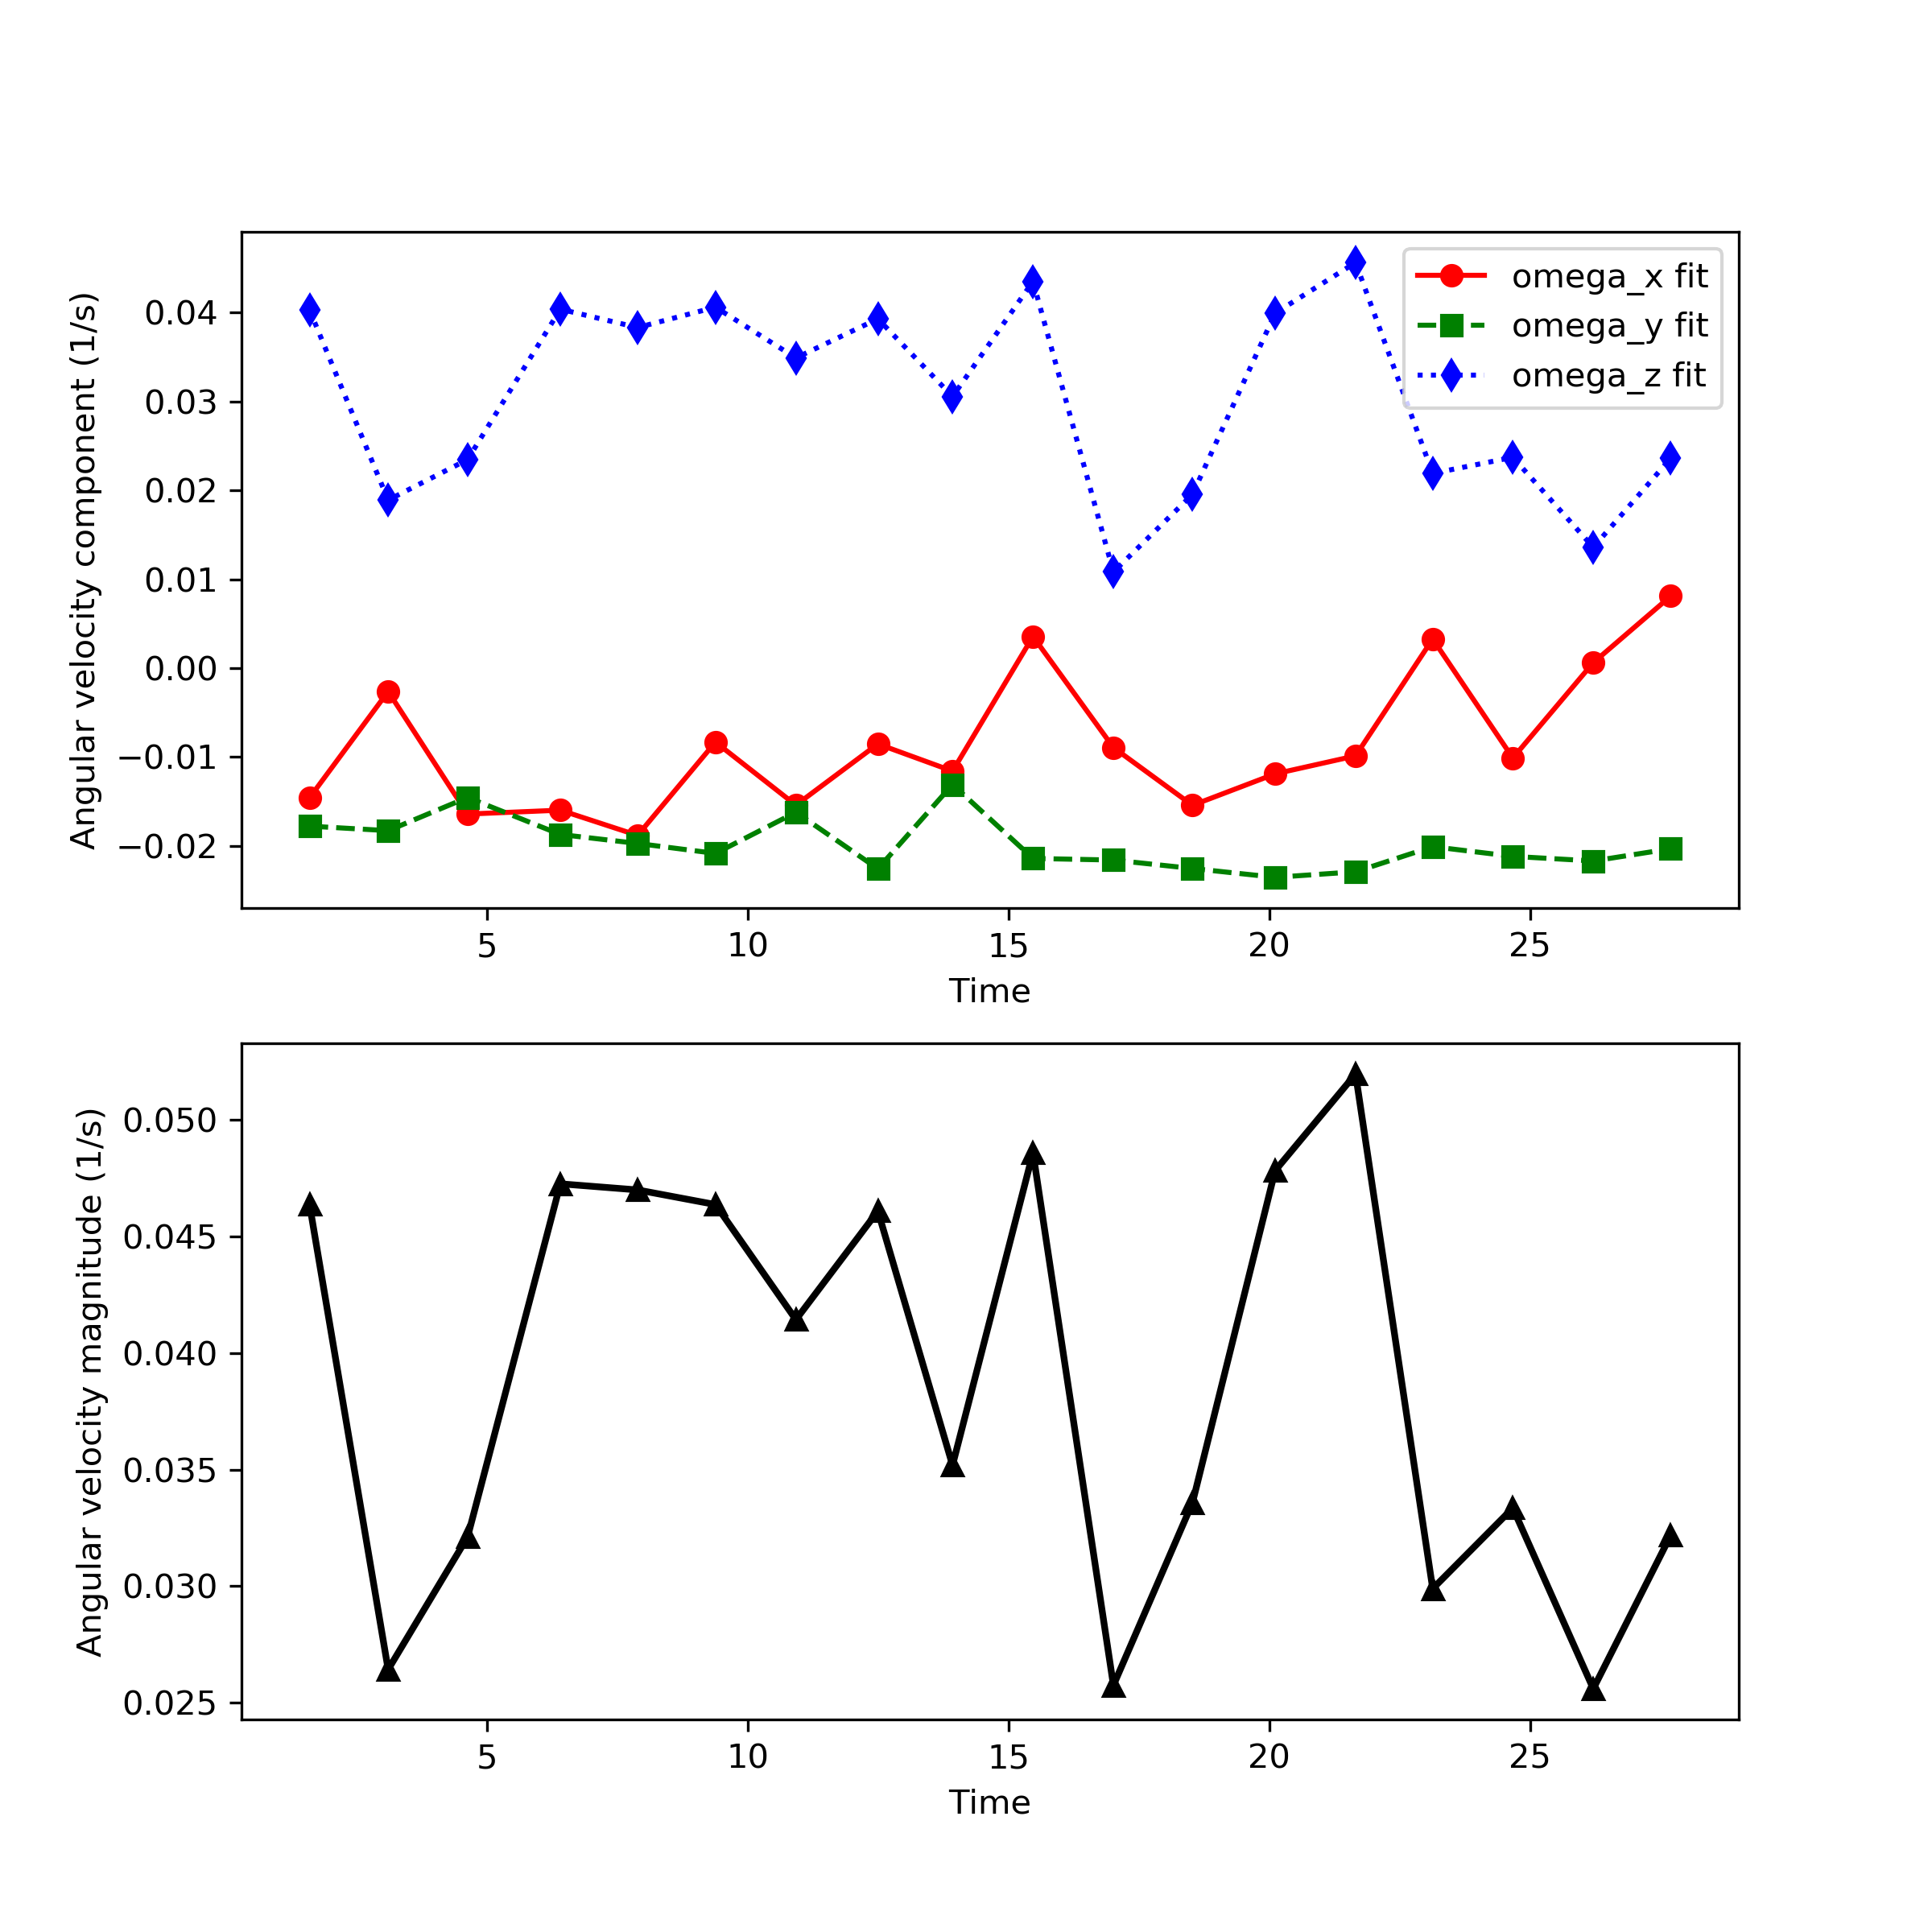 Angular velocity component (1/s)
0.04
0.03
0.02
0.01
0.00
−0.01
−0.02
omega_x fit
omega_y fit
omega_z fit
5 10 15 20 25
Time
Angular velocity magnitude (1/s)
0.050
0.045
0.040
0.035
0.030
0.025
5 10 15 20 25
Time